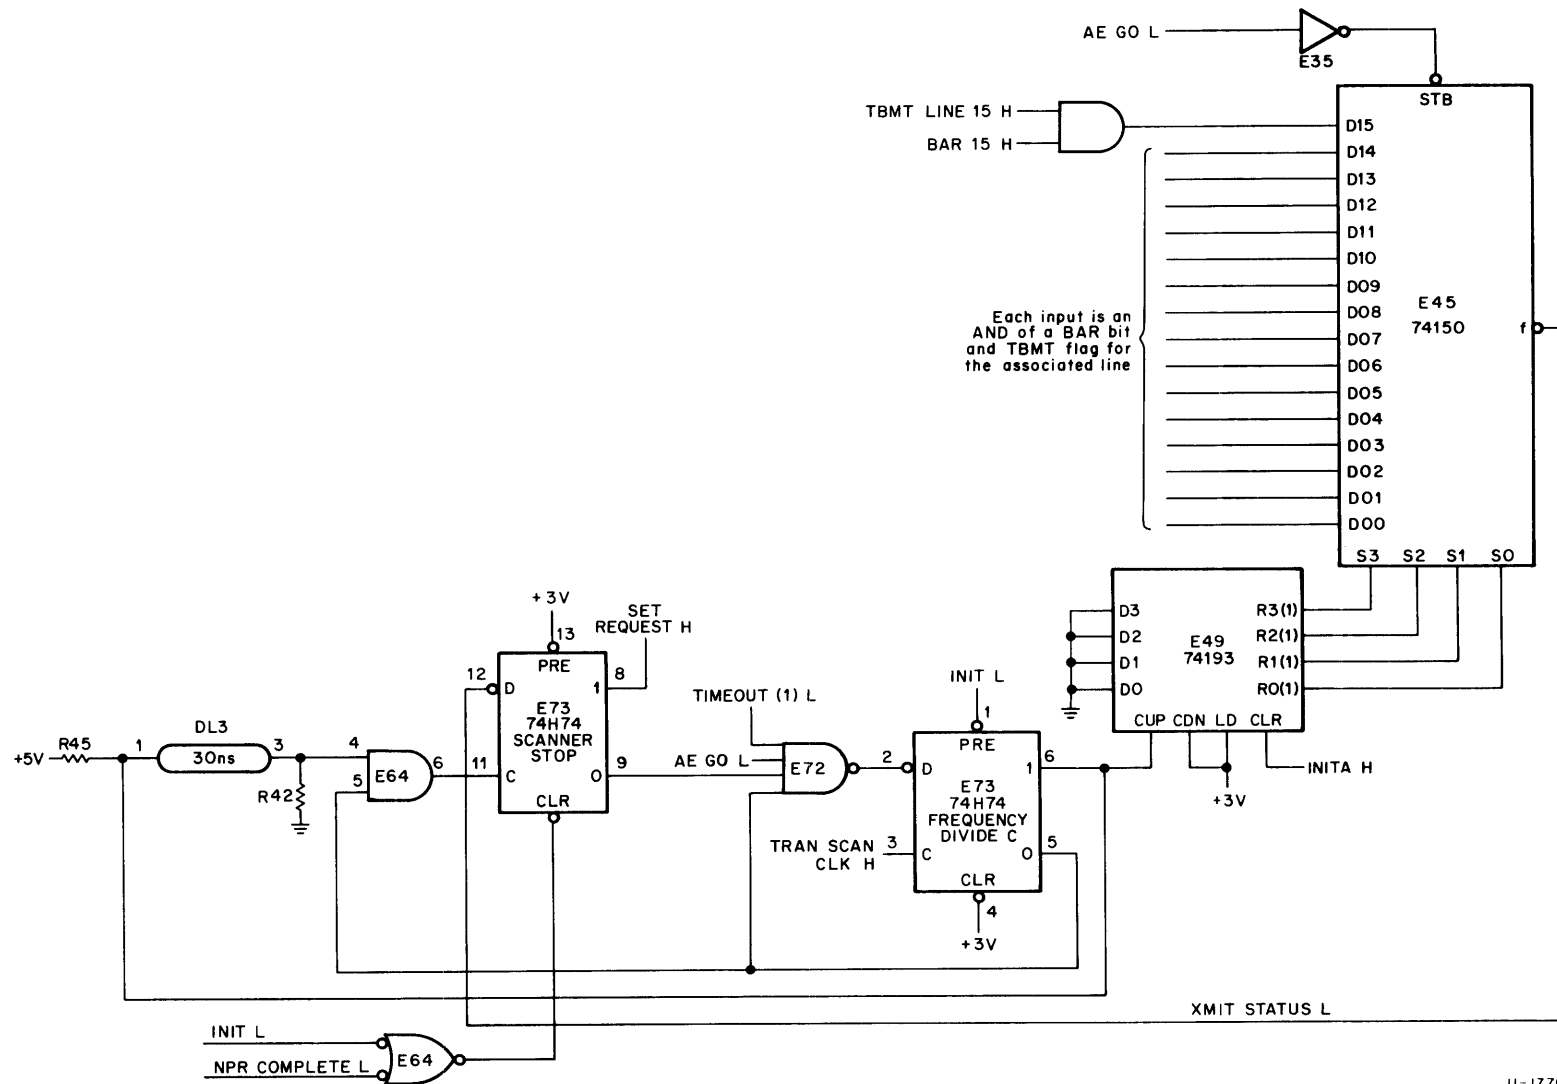 AE GO L
E35
STB
TBMT LINE 15 H
BAR 15 H
D15
D14
D13
D12
D11
D10
D09
D08
D07
D06
D05
D04
D03
D02
D01
D00
E45
74150
f
Each input is an
AND of a BAR bit
and TBMT flag for
the associated line
S3 S2 S1 S0
D3
D2
D1
D0
E49
74193
R3(1)
R2(1)
R1(1)
R0(1)
CUP CDN LD CLR
+3V
INITA H
+3V
13
SET
REQUEST H
PRE
12
D
1
8
E73
74H74
SCANNER
STOP
11
C
0
9
CLR
+5V
R45
1
DL3
30ns
3
R42
4
5
E64
6
TIMEOUT (1) L
AE GO L
E72
2
INIT L
1
PRE
D
1
6
E73
74H74
FREQUENCY
DIVIDE C
TRAN SCAN
CLK H
3
C
0
5
CLR
4
+3V
XMIT STATUS L
INIT L
NPR COMPLETE L
E64